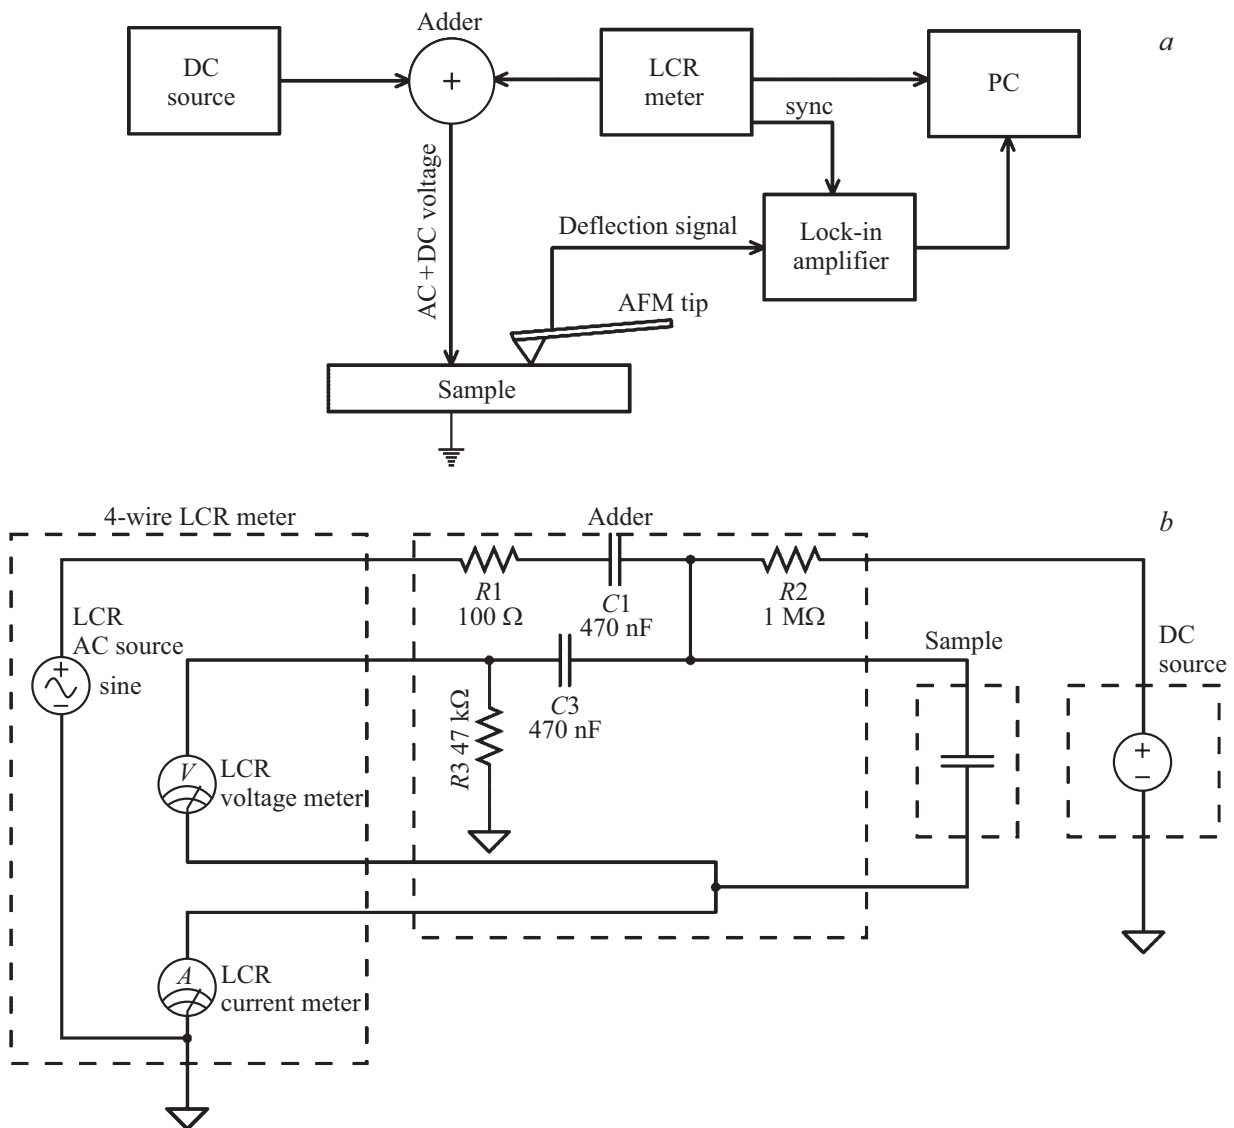 Adder
a
DC
source
+
LCR
meter
PC
sync
AC + DC voltage
Deflection signal
Lock-in
amplifier
AFM tip
Sample
4-wire LCR meter
Adder
b
R1
100 Ω
C1
470 nF
R2
1 MΩ
LCR
AC source
+
−
sine
Sample
DC
source
C3
470 nF
R3 47 kΩ
V
LCR
voltage meter
+
−
A
LCR
current meter